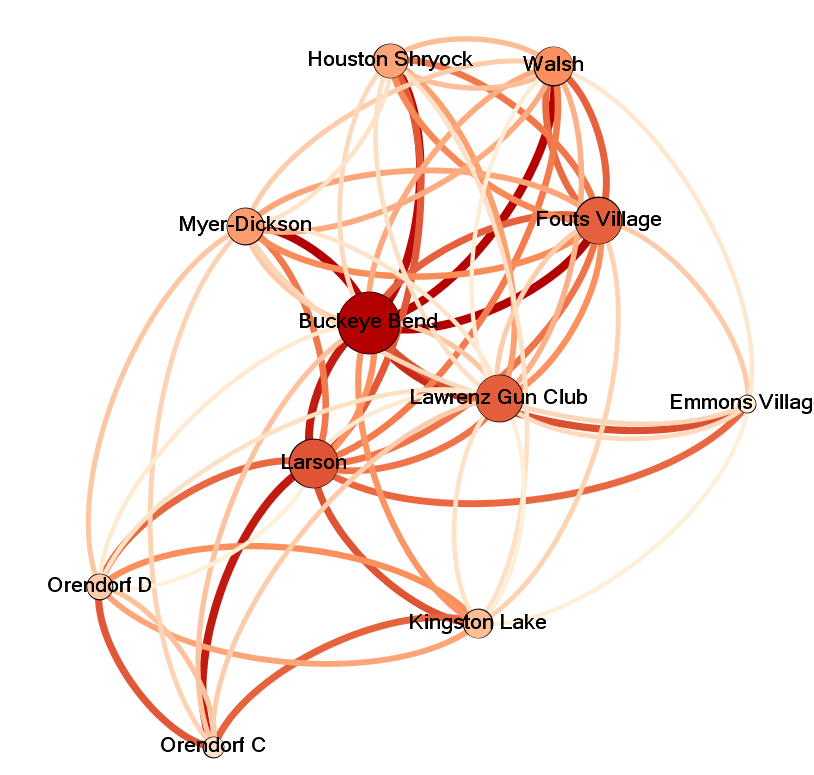 Houston Shryock
Walsh
Myer-Dickson
Fouts Village
Buckeye Bend
Lawrenz Gun Club
Emmons Villag
Larson
Orendorf D
Kingston Lake
Orendorf C